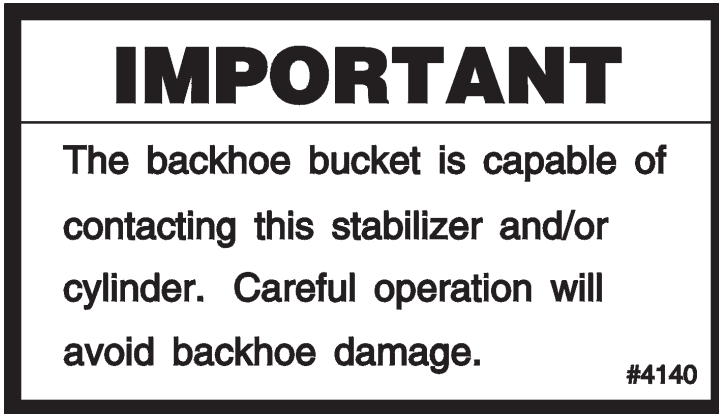 IMPORTANT
The backhoe bucket is capable of
contacting this stabilizer and/or
cylinder. Careful operation will
avoid backhoe damage.
#4140